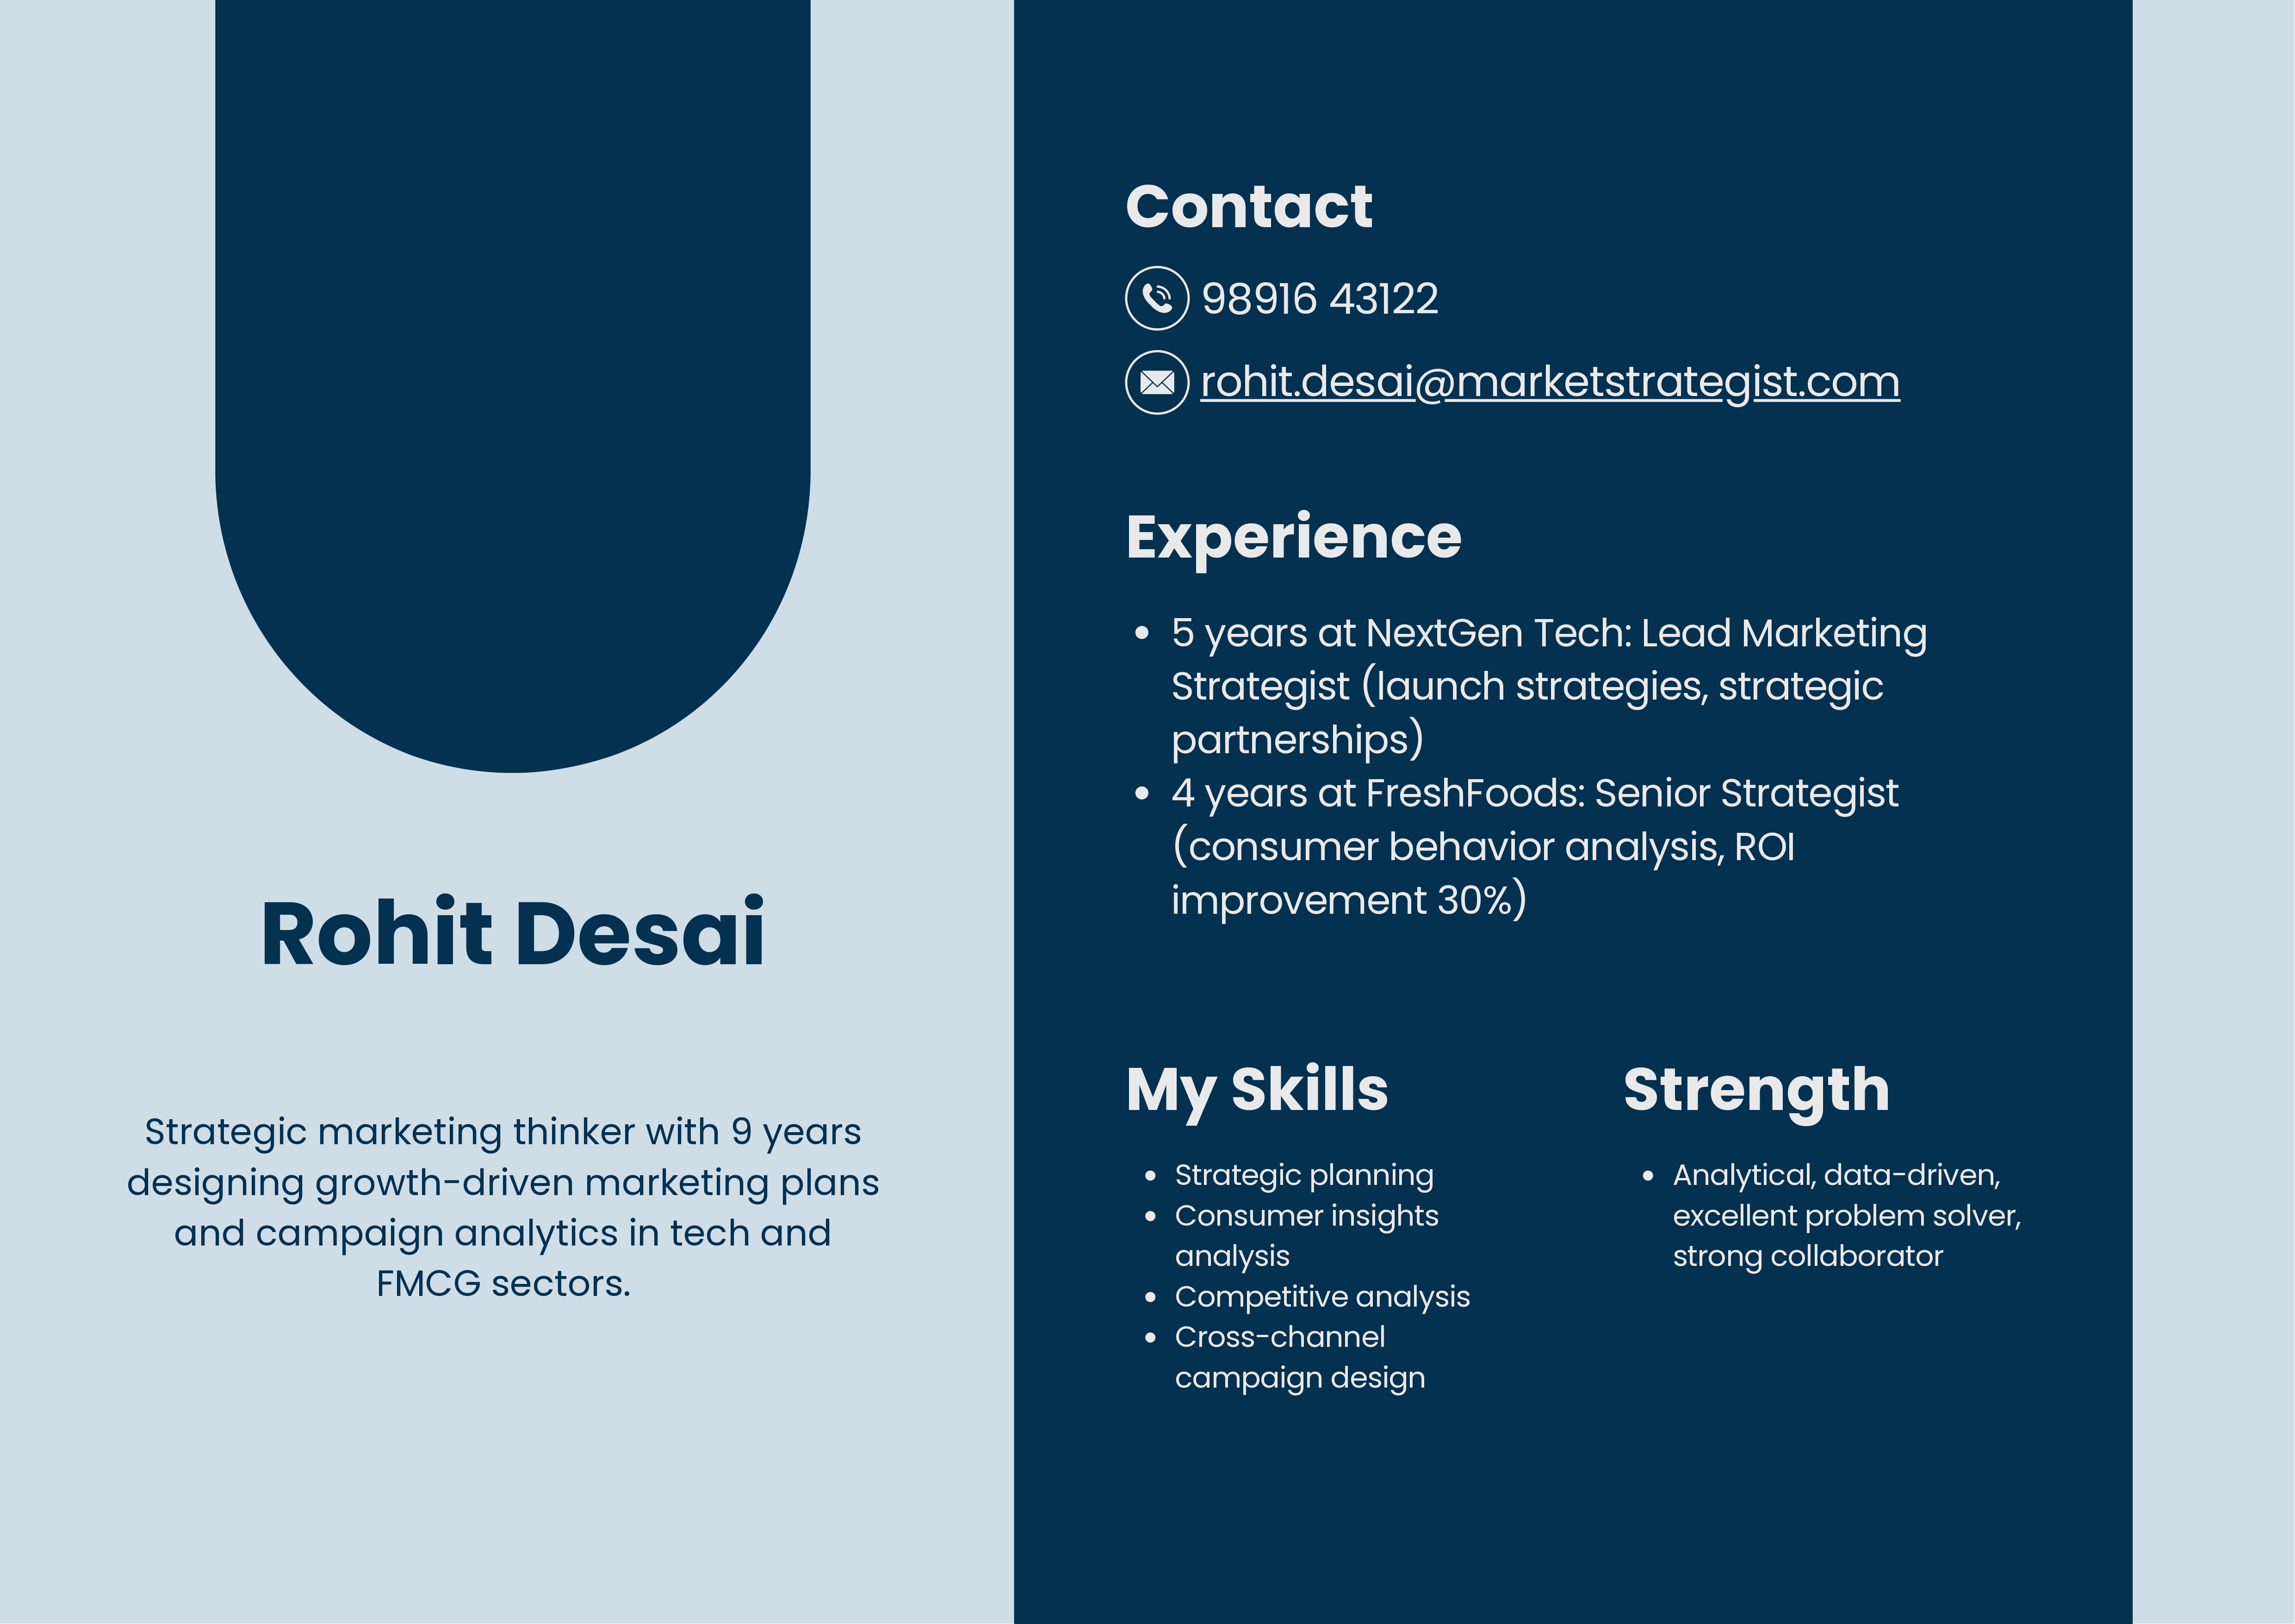 Rohit Desai
Strategic marketing thinker with 9 years
designing growth-driven marketing plans
and campaign analytics in tech and
FMCG sectors.
Contact
98916 43122
rohit.desai@marketstrategist.com
Experience
• 5 years at NextGen Tech: Lead Marketing
Strategist (launch strategies, strategic
partnerships)
• 4 years at FreshFoods: Senior Strategist
(consumer behavior analysis, ROI
improvement 30%)
My Skills
• Strategic planning
• Consumer insights
analysis
• Competitive analysis
• Cross-channel
campaign design
Strength
• Analytical, data-driven,
excellent problem solver,
strong collaborator